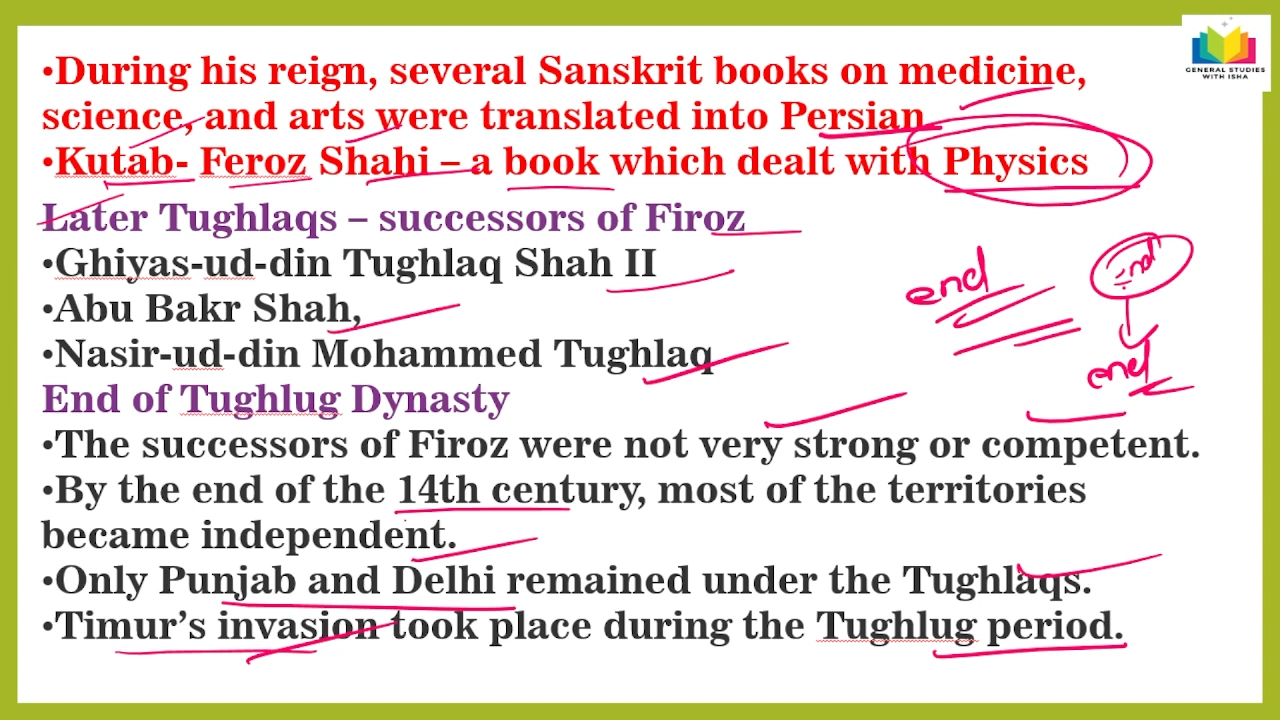 •During his reign, several Sanskrit books on medicine,
science, and arts were translated into Persian
•Kutab- Feroz Shahi – a book which dealt with Physics
Later Tughlaqs – successors of Firoz
•Ghiyas-ud-din Tughlaq Shah II
•Abu Bakr Shah,
•Nasir-ud-din Mohammed Tughlaq
End of Tughlug Dynasty
•The successors of Firoz were not very strong or competent.
•By the end of the 14th century, most of the territories
became independent.
•Only Punjab and Delhi remained under the Tughlaqs.
•Timur’s invasion took place during the Tughlug period.
GENERAL STUDIES
WITH ISHA
end
end